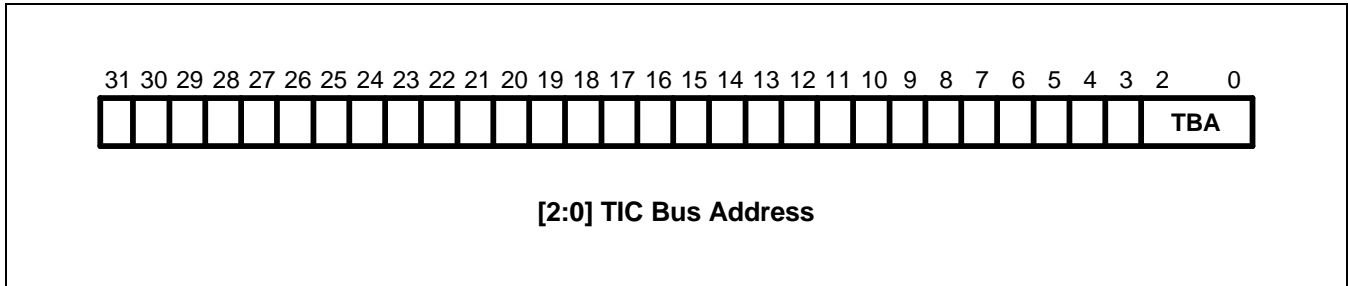 31 30 29 28 27 26 25 24 23 22 21 20 19 18 17 16 15 14 13 12 11 10 9 8 7 6 5 4 3 2 0
TBA
[2:0] TIC Bus Address